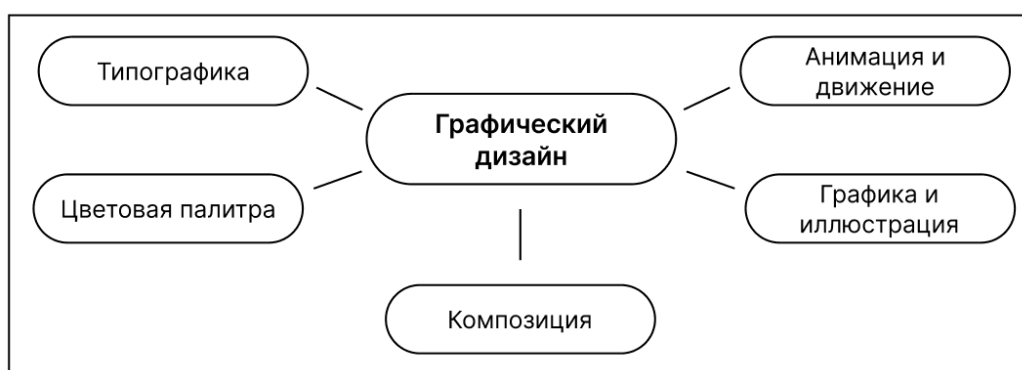 Типографика
Анимация и
движение
Графический
дизайн
Цветовая палитра
Графика и
иллюстрация
Композиция